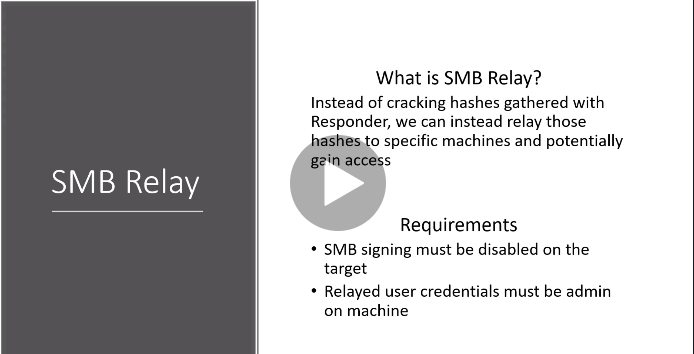 SMB Relay
What is SMB Relay?
Instead of cracking hashes gathered with
Responder, we can instead relay those
hashes to specific machines and potentially
gain access
Requirements
• SMB signing must be disabled on the
target
• Relayed user credentials must be admin
on machine